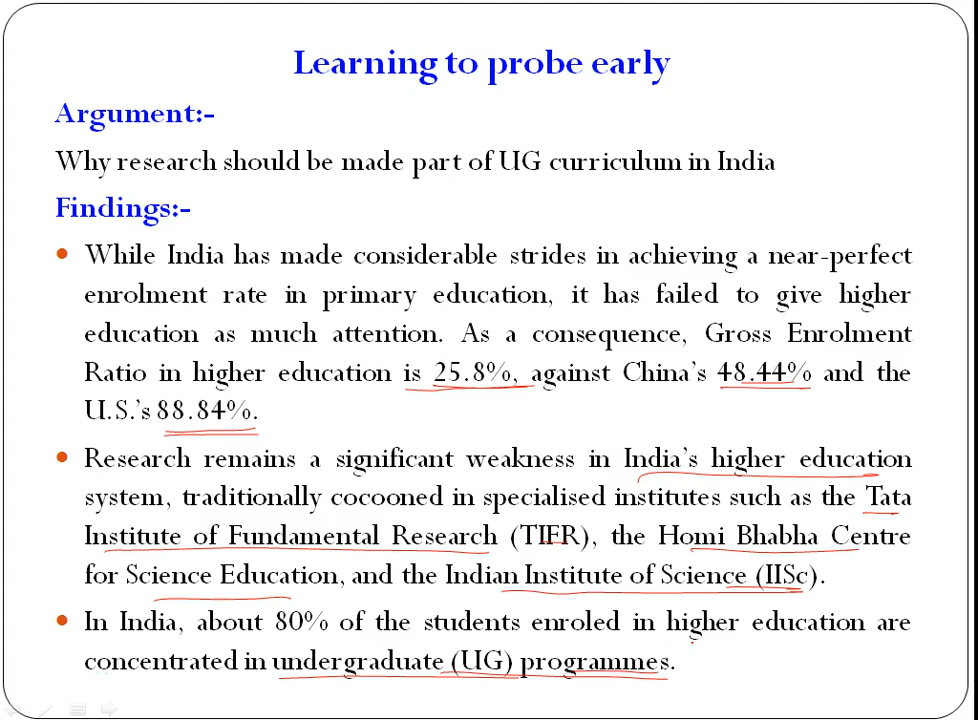 Learning to probe early
Argument:-
Why research should be made part of UG curriculum in India
Findings:-
• While India has made considerable strides in achieving a near-perfect
enrolment rate in primary education, it has failed to give higher
education as much attention. As a consequence, Gross Enrolment
Ratio in higher education is 25.8%, against China's 48.44% and the
U.S.'s 88.84%.
• Research remains a significant weakness in India's higher education
system, traditionally cocooned in specialised institutes such as the Tata
Institute of Fundamental Research (TIFR), the Homi Bhabha Centre
for Science Education, and the Indian Institute of Science (IISc).
• In India, about 80% of the students enroled in higher education are
concentrated in undergraduate (UG) programmes.